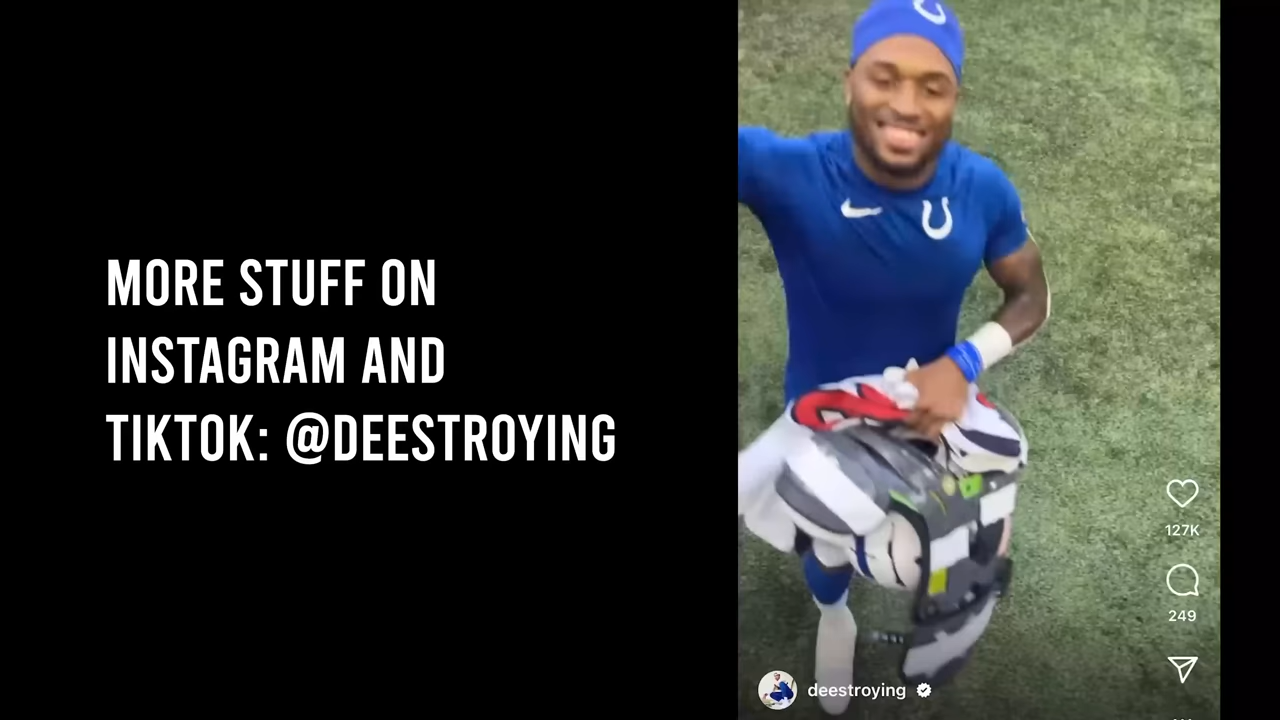 MORE STUFF ON
INSTAGRAM AND
TIKTOK: @DEESTROYING
127K
249
deestroying